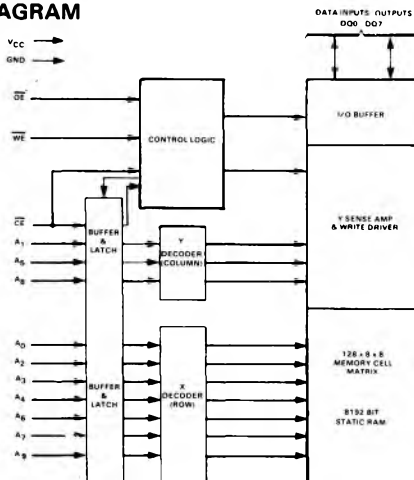 AGRAM
DATA INPUTS OUTPUTS
DQ0 DQ7
VCC
GND
OE
WE
CONTROL LOGIC
I/O BUFFER
CE
A1
A5
A8
BUFFER
&
LATCH
Y
DECODER
(COLUMN)
Y SENSE AMP
& WRITE DRIVER
A0
A2
A3
A4
A6
A7
A9
BUFFER
&
LATCH
X
DECODER
(ROW)
128 x 8 x 8
MEMORY CELL
MATRIX
8192 BIT
STATIC RAM